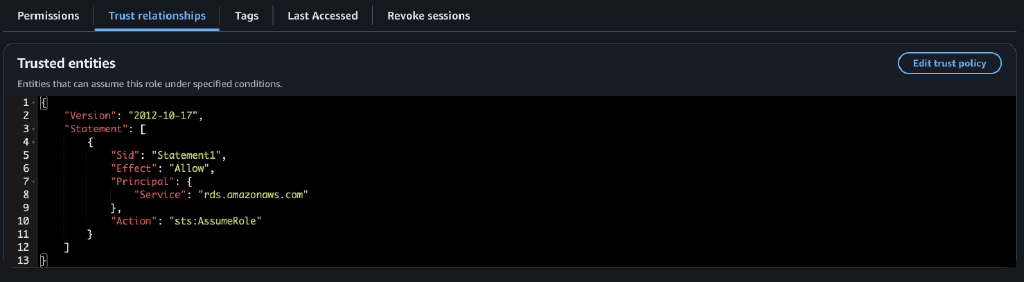 Permissions Trust relationships Tags Last Accessed Revoke sessions
Trusted entities Edit trust policy
Entities that can assume this role under specified conditions.
1 {
2 "Version": "2012-10-17",
3 "Statement": [
4 {
5 "Sid": "Statement1",
6 "Effect": "Allow",
7 "Principal": {
8 "Service": "rds.amazonaws.com"
9 },
10 "Action": "sts:AssumeRole"
11 }
12 ]
13 }